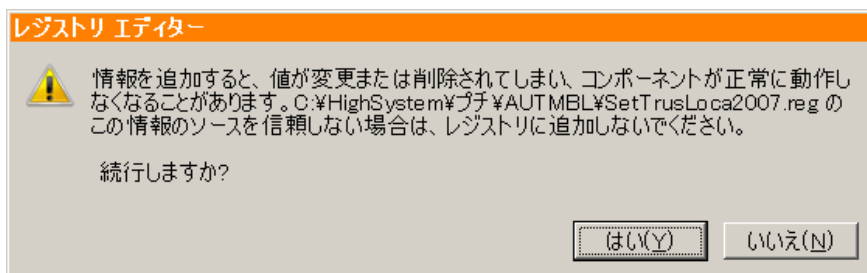 レジストリ エディター
情報を追加すると、値が変更または削除されてしまい、コンポーネントが正常に動作し
なくなることがあります。C:¥HighSystem¥プチ¥AUTMBL¥SetTrusLoca2007.reg の
この情報のソースを信頼しない場合は、レジストリに追加しないでください。
続行しますか?
はい(Y) いいえ(N)